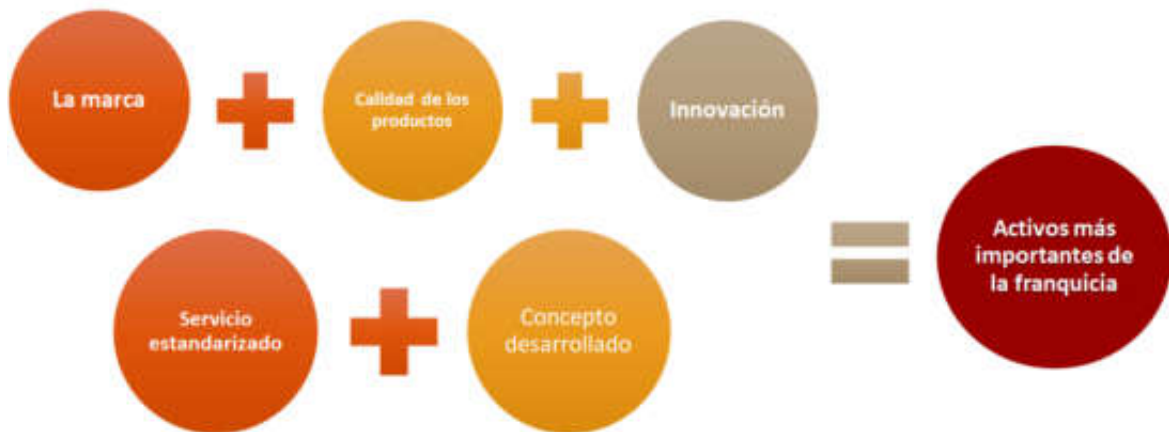 La marca
Calidad de los
productos
Innovación
Servicio
estandarizado
Concepto
desarrollado
Activos más
importantes de
la franquicia